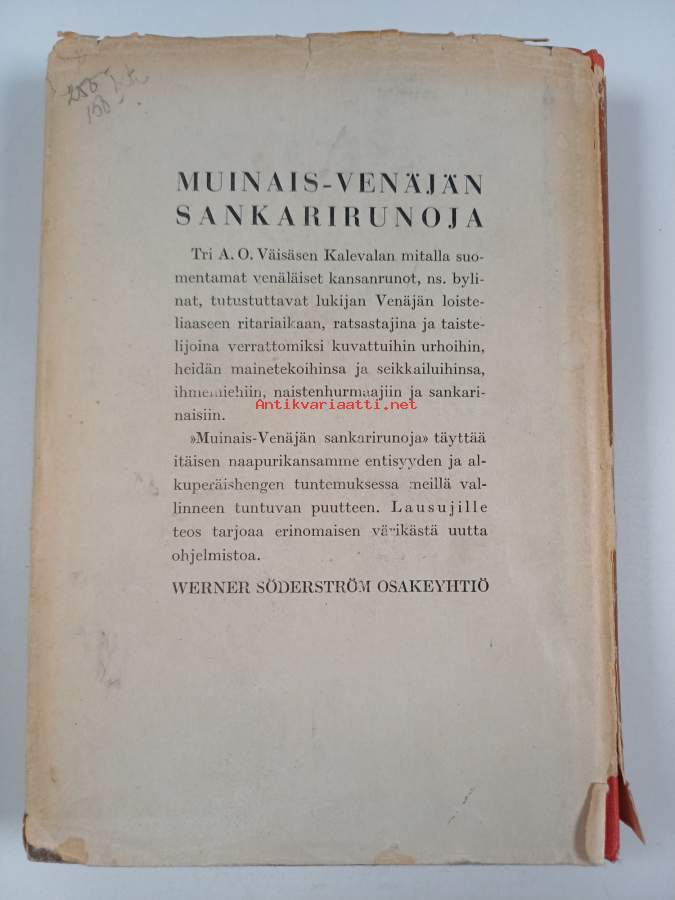 MUINAIS-VENÄJÄN
SANKARIRUNOJA
Tri A. O. Väisäsen Kalevalan mitalla suo-
mentamat venäläiset kansanrunot, ns. byli-
nat, tutustuttavat lukijan Venäjän loiste-
liaaseen ritariaikaan, ratsastajina ja taiste-
lijoina verrattomiksi kuvattuihin urhoihin,
heidän mainetekoihinsa ja seikkailuihinsa,
ihmemiehiin, naistenhurmaajiin ja sankari-
naisiin.
Antikvariaatti.net
»Muinais-Venäjän sankarirunoja» täyttää
itäisen naapurikansamme entisyyden ja al-
kuperäishengen tuntemuksessa meillä val-
linneen tuntuvan puutteen. Lausujille
teos tarjoaa erinomaisen värikästä uutta
ohjelmistoa.
WERNER SÖDERSTRÖM OSAKEYHTIÖ